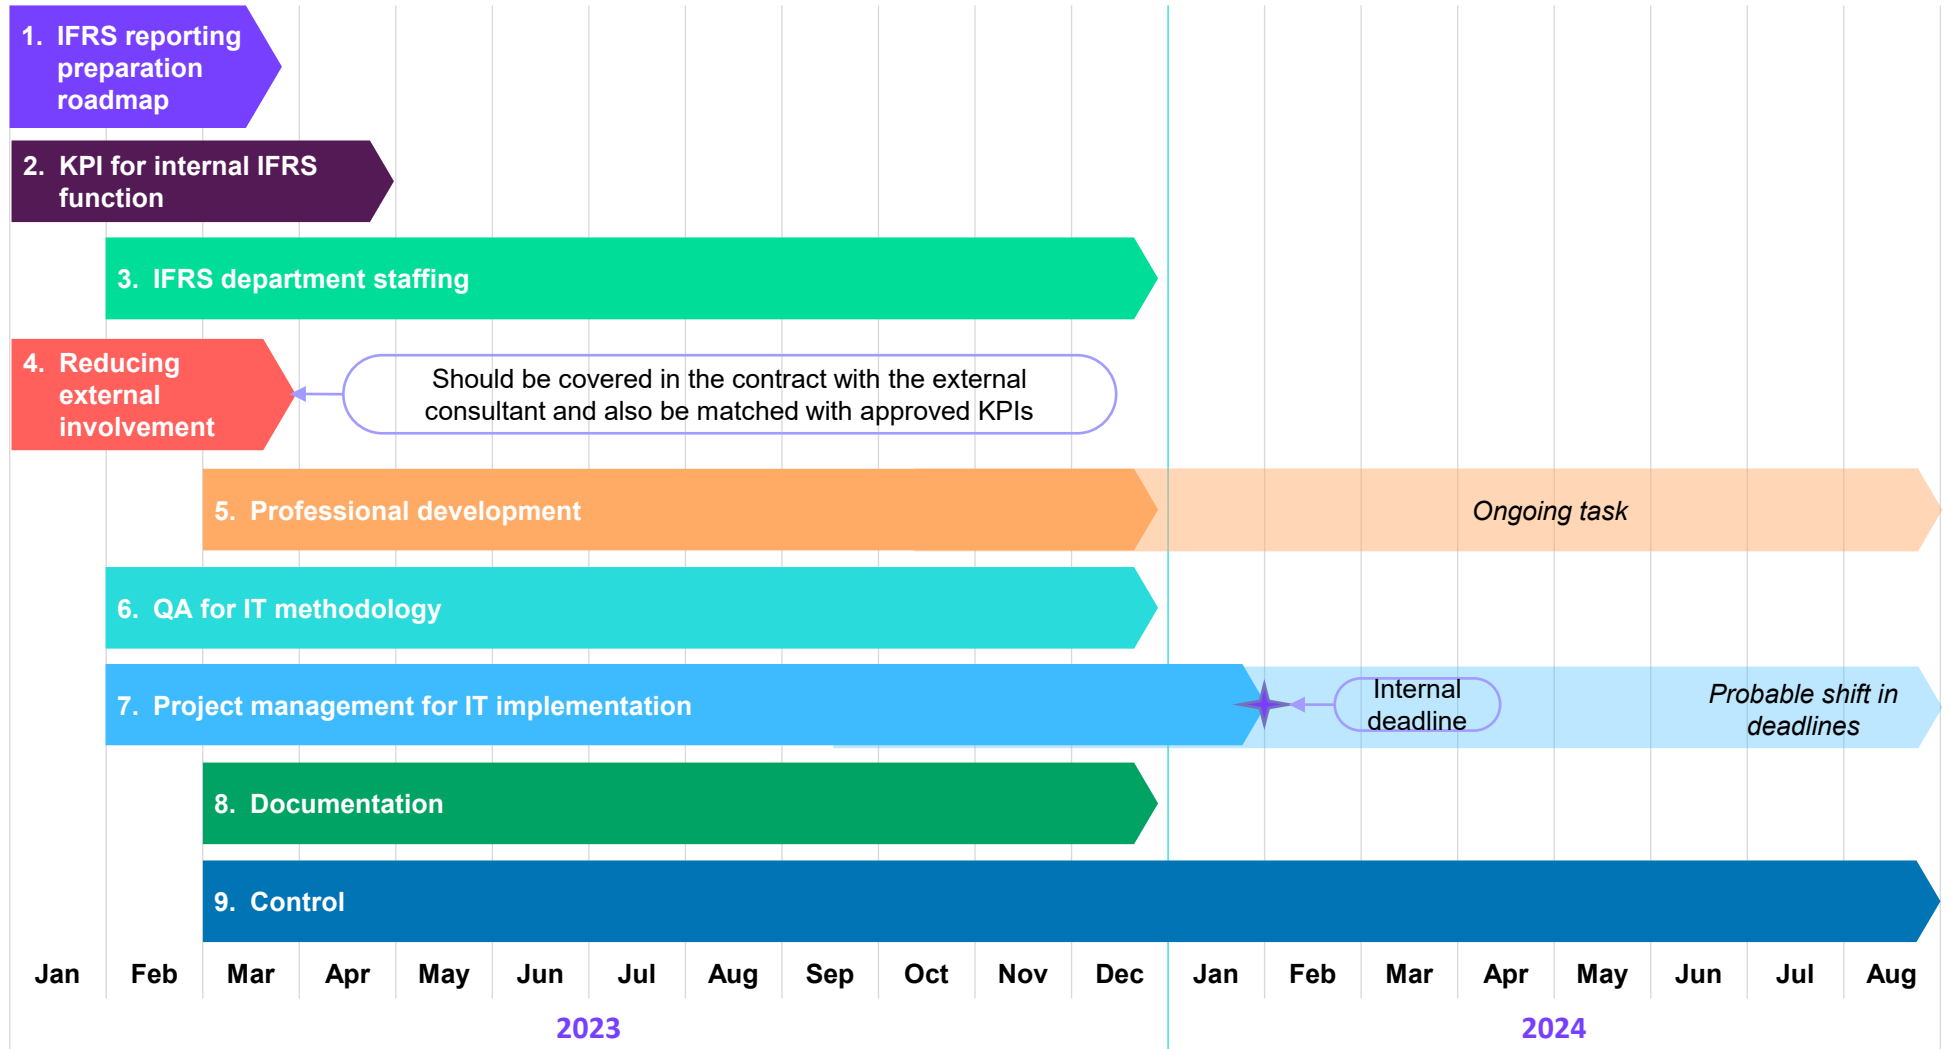 1. IFRS reporting
preparation
roadmap
2. KPI for internal IFRS
function
3. IFRS department staffing
4. Reducing
external
involvement
Should be covered in the contract with the external
consultant and also be matched with approved KPIs
5. Professional development
Ongoing task
6. QA for IT methodology
7. Project management for IT implementation
Internal
deadline
Probable shift in
deadlines
8. Documentation
9. Control
Jan Feb Mar Apr May Jun Jul Aug Sep Oct Nov Dec Jan Feb Mar Apr May Jun Jul Aug
2023 2024